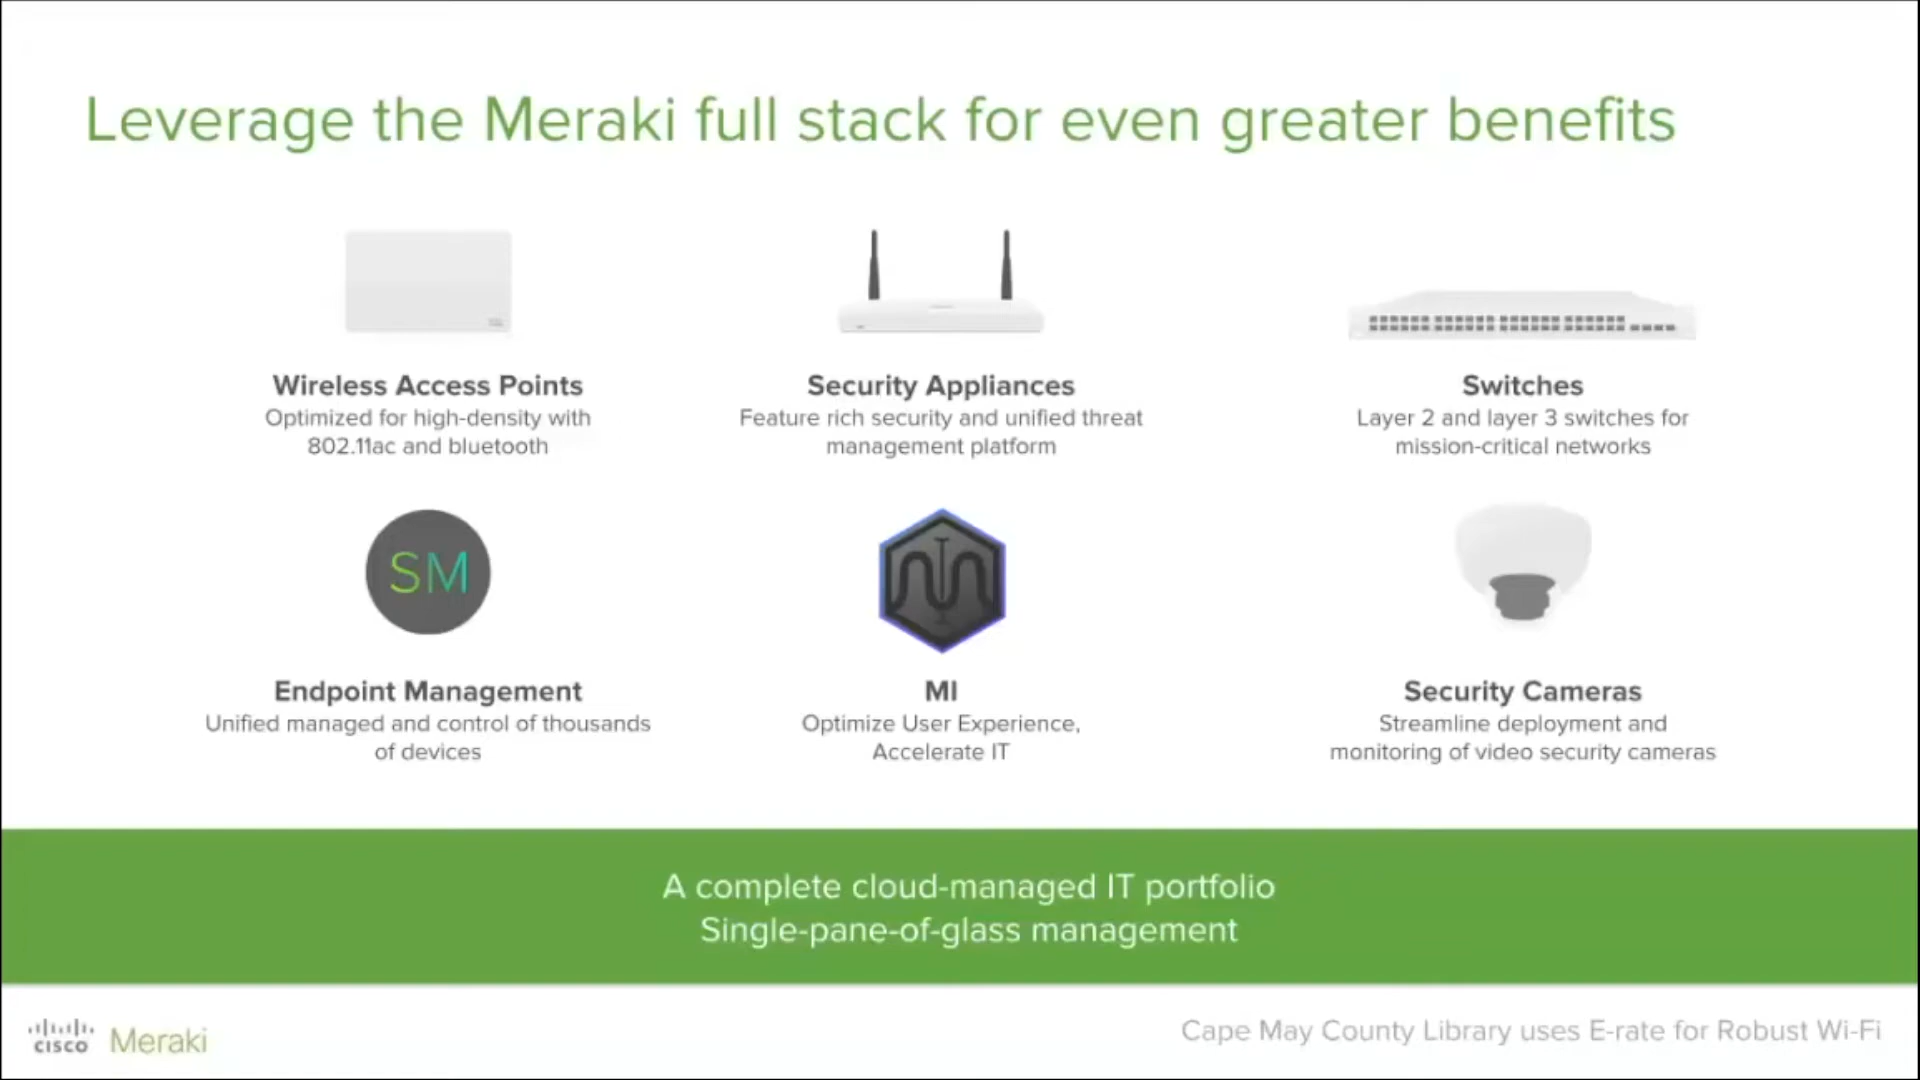 Leverage the Meraki full stack for even greater benefits
Wireless Access Points
Optimized for high-density with
802.11ac and bluetooth
Security Appliances
Feature rich security and unified threat
management platform
Switches
Layer 2 and layer 3 switches for
mission-critical networks
SM
Endpoint Management
Unified managed and control of thousands
of devices
MI
Optimize User Experience,
Accelerate IT
Security Cameras
Streamline deployment and
monitoring of video security cameras
A complete cloud-managed IT portfolio
Single-pane-of-glass management
cisco Meraki
Cape May County Library uses E-rate for Robust Wi-Fi